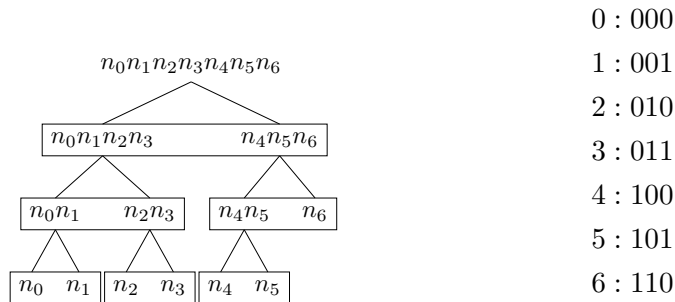 n₀n₁n₂n₃n₄n₅n₆
n₀n₁n₂n₃ n₄n₅n₆
n₀n₁ n₂n₃ n₄n₅ n₆
n₀ n₁ n₂ n₃ n₄ n₅
0 : 000
1 : 001
2 : 010
3 : 011
4 : 100
5 : 101
6 : 110